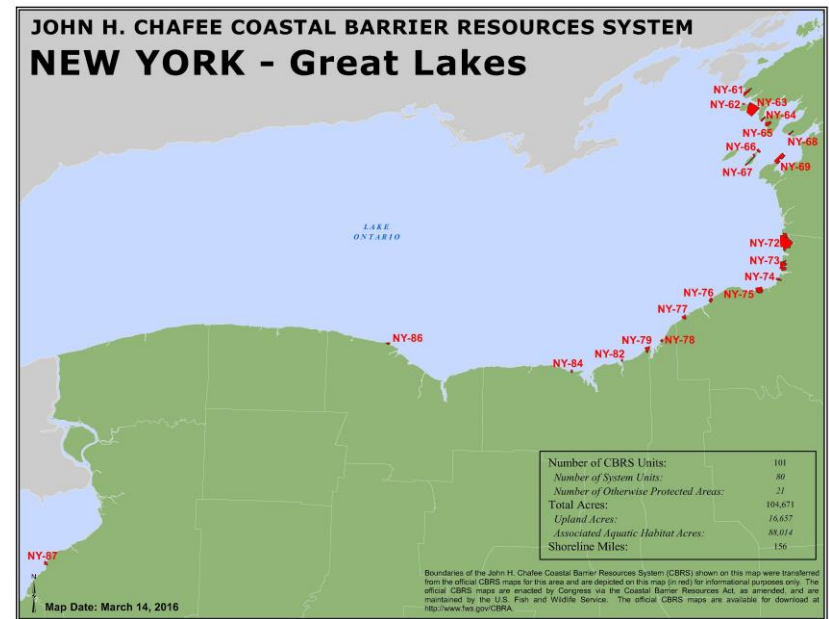 JOHN H. CHAFEE COASTAL BARRIER RESOURCES SYSTEM
NEW YORK - Great Lakes
NY-61
NY-62
NY-63
NY-64
NY-65
NY-68
NY-66
NY-67
NY-69
LAKE
ONTARIO
NY-72
NY-73
NY-74
NY-75
NY-76
NY-77
NY-86
NY-79
NY-78
NY-82
NY-84
Number of CBRS Units: 101
Number of System Units: 80
Number of Otherwise Protected Areas: 21
Total Acres: 104,671
Upland Acres: 16,657
Associated Aquatic Habitat Acres: 88,014
Shoreline Miles: 156
NY-87
N
Map Date: March 14, 2016
Boundaries of the John H. Chafee Coastal Barrier Resources System (CBRS) shown on this map were transferred
from the official CBRS maps for this area and are depicted on this map (in red) for informational purposes only. The
official CBRS maps are enacted by Congress via the Coastal Barrier Resources Act, as amended, and are
maintained by the U.S. Fish and Wildlife Service. The official CBRS maps are available for download at
http://www.fws.gov/CBRA.